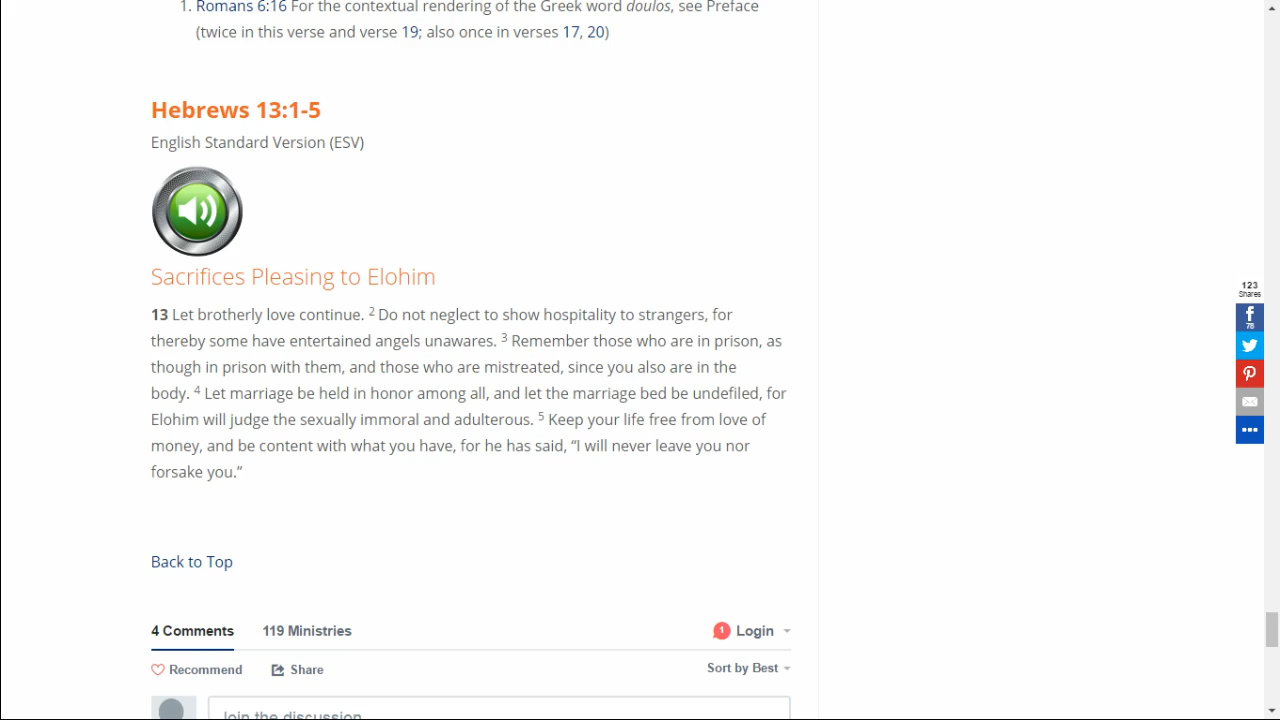 1. Romans 6:16 For the contextual rendering of the Greek word doulos, see Preface
(twice in this verse and verse 19; also once in verses 17, 20)
Hebrews 13:1-5
English Standard Version (ESV)
Sacrifices Pleasing to Elohim
13 Let brotherly love continue. 2 Do not neglect to show hospitality to strangers, for
thereby some have entertained angels unawares. 3 Remember those who are in prison, as
though in prison with them, and those who are mistreated, since you also are in the
body. 4 Let marriage be held in honor among all, and let the marriage bed be undefiled, for
Elohim will judge the sexually immoral and adulterous. 5 Keep your life free from love of
money, and be content with what you have, for he has said, “I will never leave you nor
forsake you.”
123
Shares
f
78
Back to Top
4 Comments 119 Ministries 1 Login
Recommend Share Sort by Best
Join the discussion